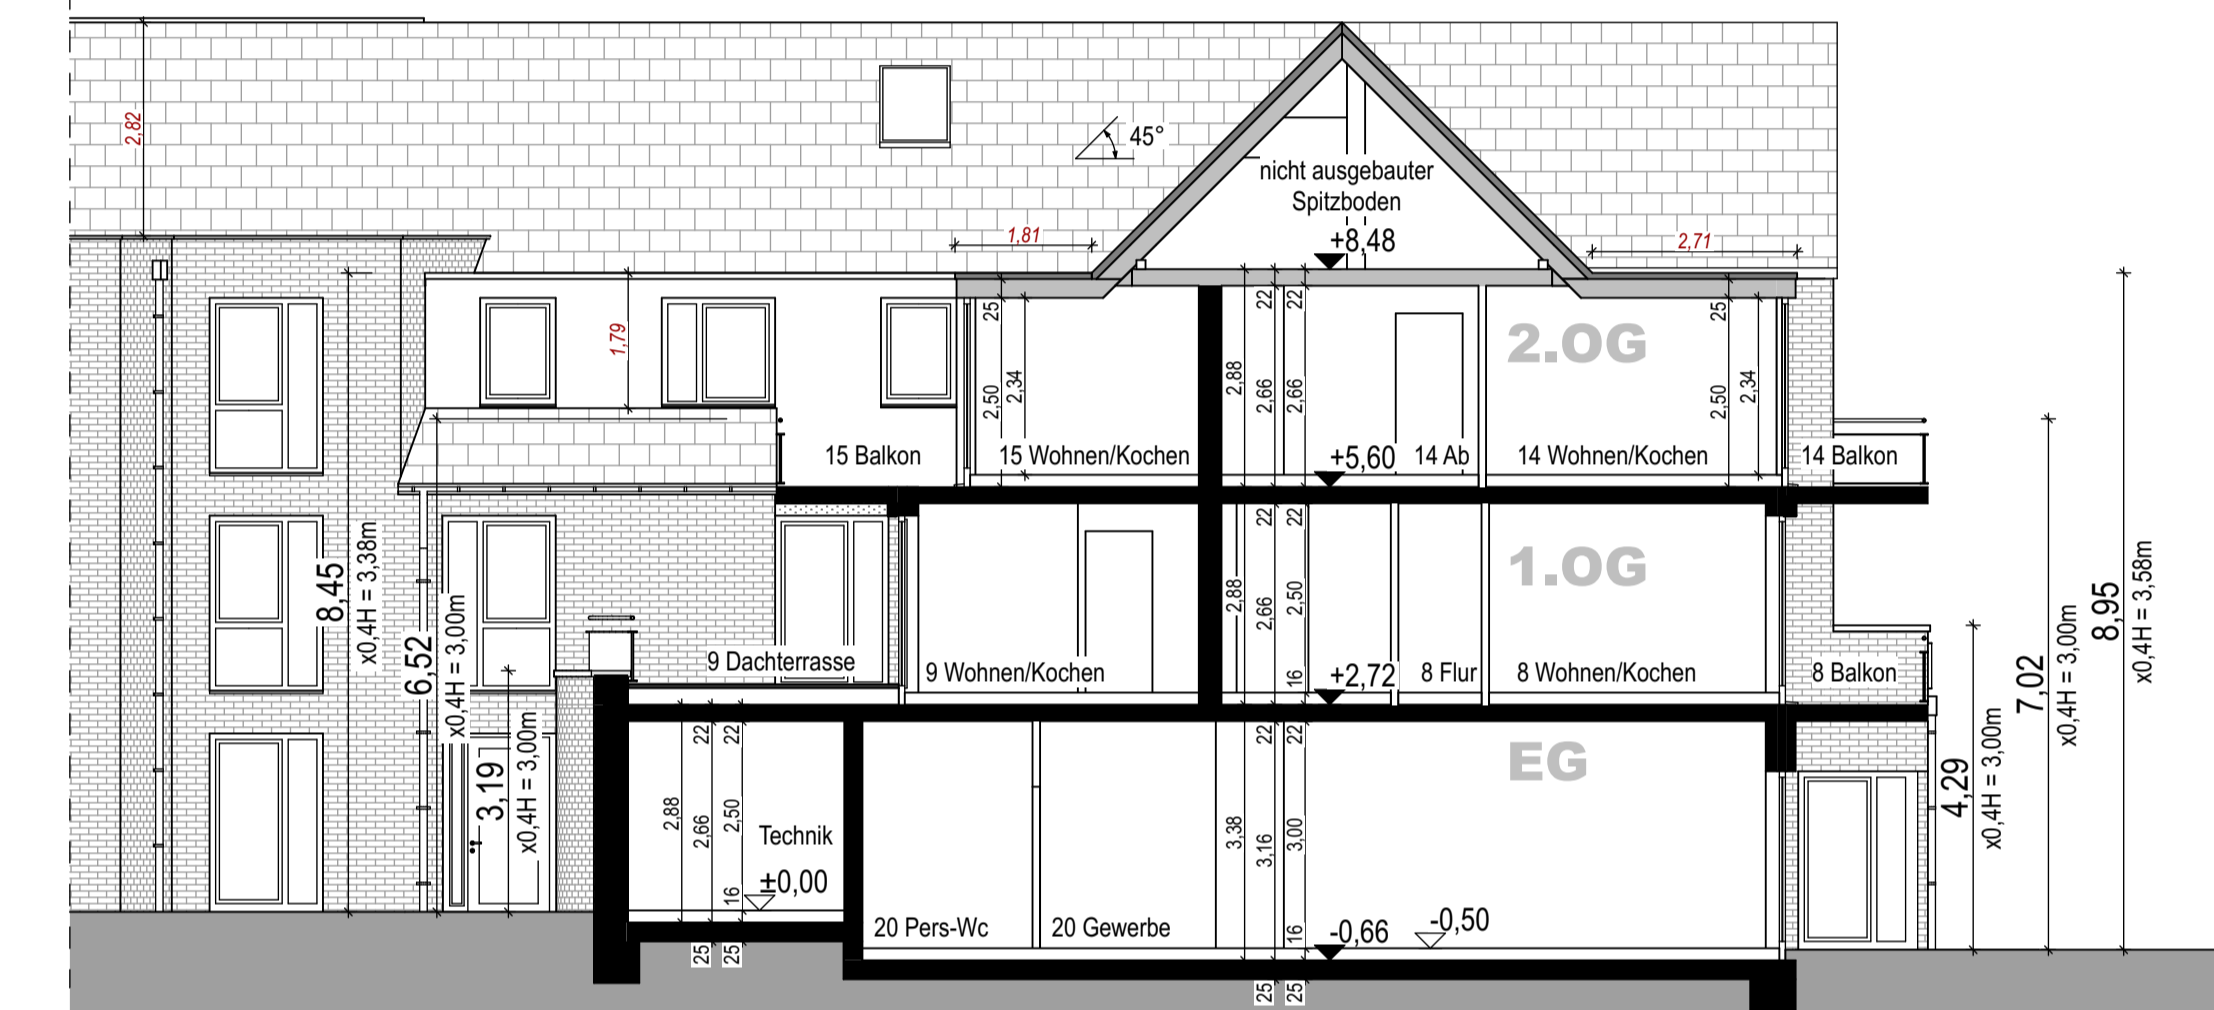 2,82
45°
nicht ausgebauter
Spitzboden
+8,48
1,81
2,71
1,79
25
2,50
2,34
2,88
22
2,66
22
2,66
2.OG
25
2,50
2,34
15 Balkon
15 Wohnen/Kochen
+5,60
14 Ab
14 Wohnen/Kochen
14 Balkon
8,45
x0,4H = 3,38m
6,52
x0,4H = 3,00m
2,88
22
2,66
22
2,50
16
1.OG
9 Dachterrasse
9 Wohnen/Kochen
+2,72
8 Flur
8 Wohnen/Kochen
8 Balkon
8,95
x0,4H = 3,58m
7,02
x0,4H = 3,00m
4,29
x0,4H = 3,00m
3,19
x0,4H = 3,00m
2,88
22
2,66
22
2,50
16
Technik
±0,00
25
25
3,38
22
3,16
22
3,00
16
EG
20 Pers-Wc
20 Gewerbe
-0,66
-0,50
25
25